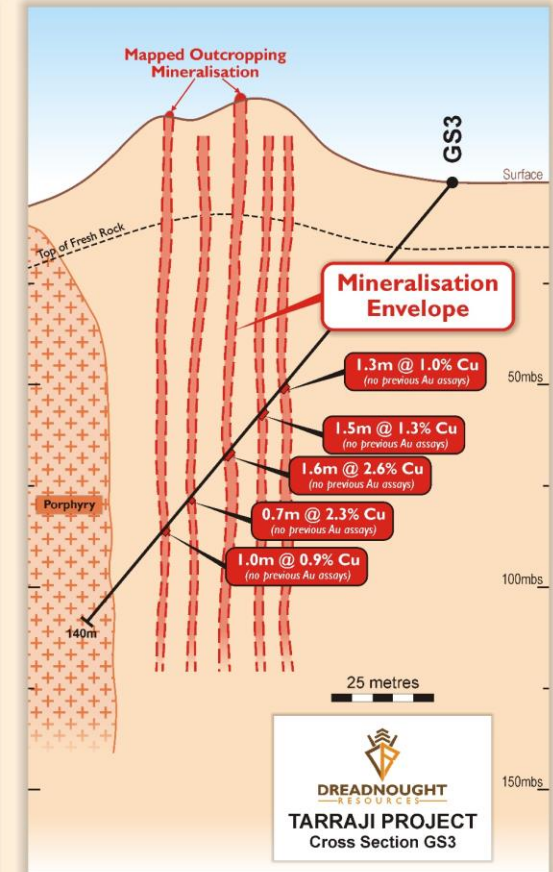 Mapped Outcropping
Mineralisation
GS3
Surface
Top of Fresh Rock
Mineralisation
Envelope
1.3m @ 1.0% Cu
(no previous Au assays)
50mbs
1.5m @ 1.3% Cu
(no previous Au assays)
1.6m @ 2.6% Cu
(no previous Au assays)
Porphyry
0.7m @ 2.3% Cu
(no previous Au assays)
1.0m @ 0.9% Cu
(no previous Au assays)
100mbs
140m
25 metres
DREADNOUGHT
RESOURCES
TARRAJI PROJECT
Cross Section GS3
150mbs